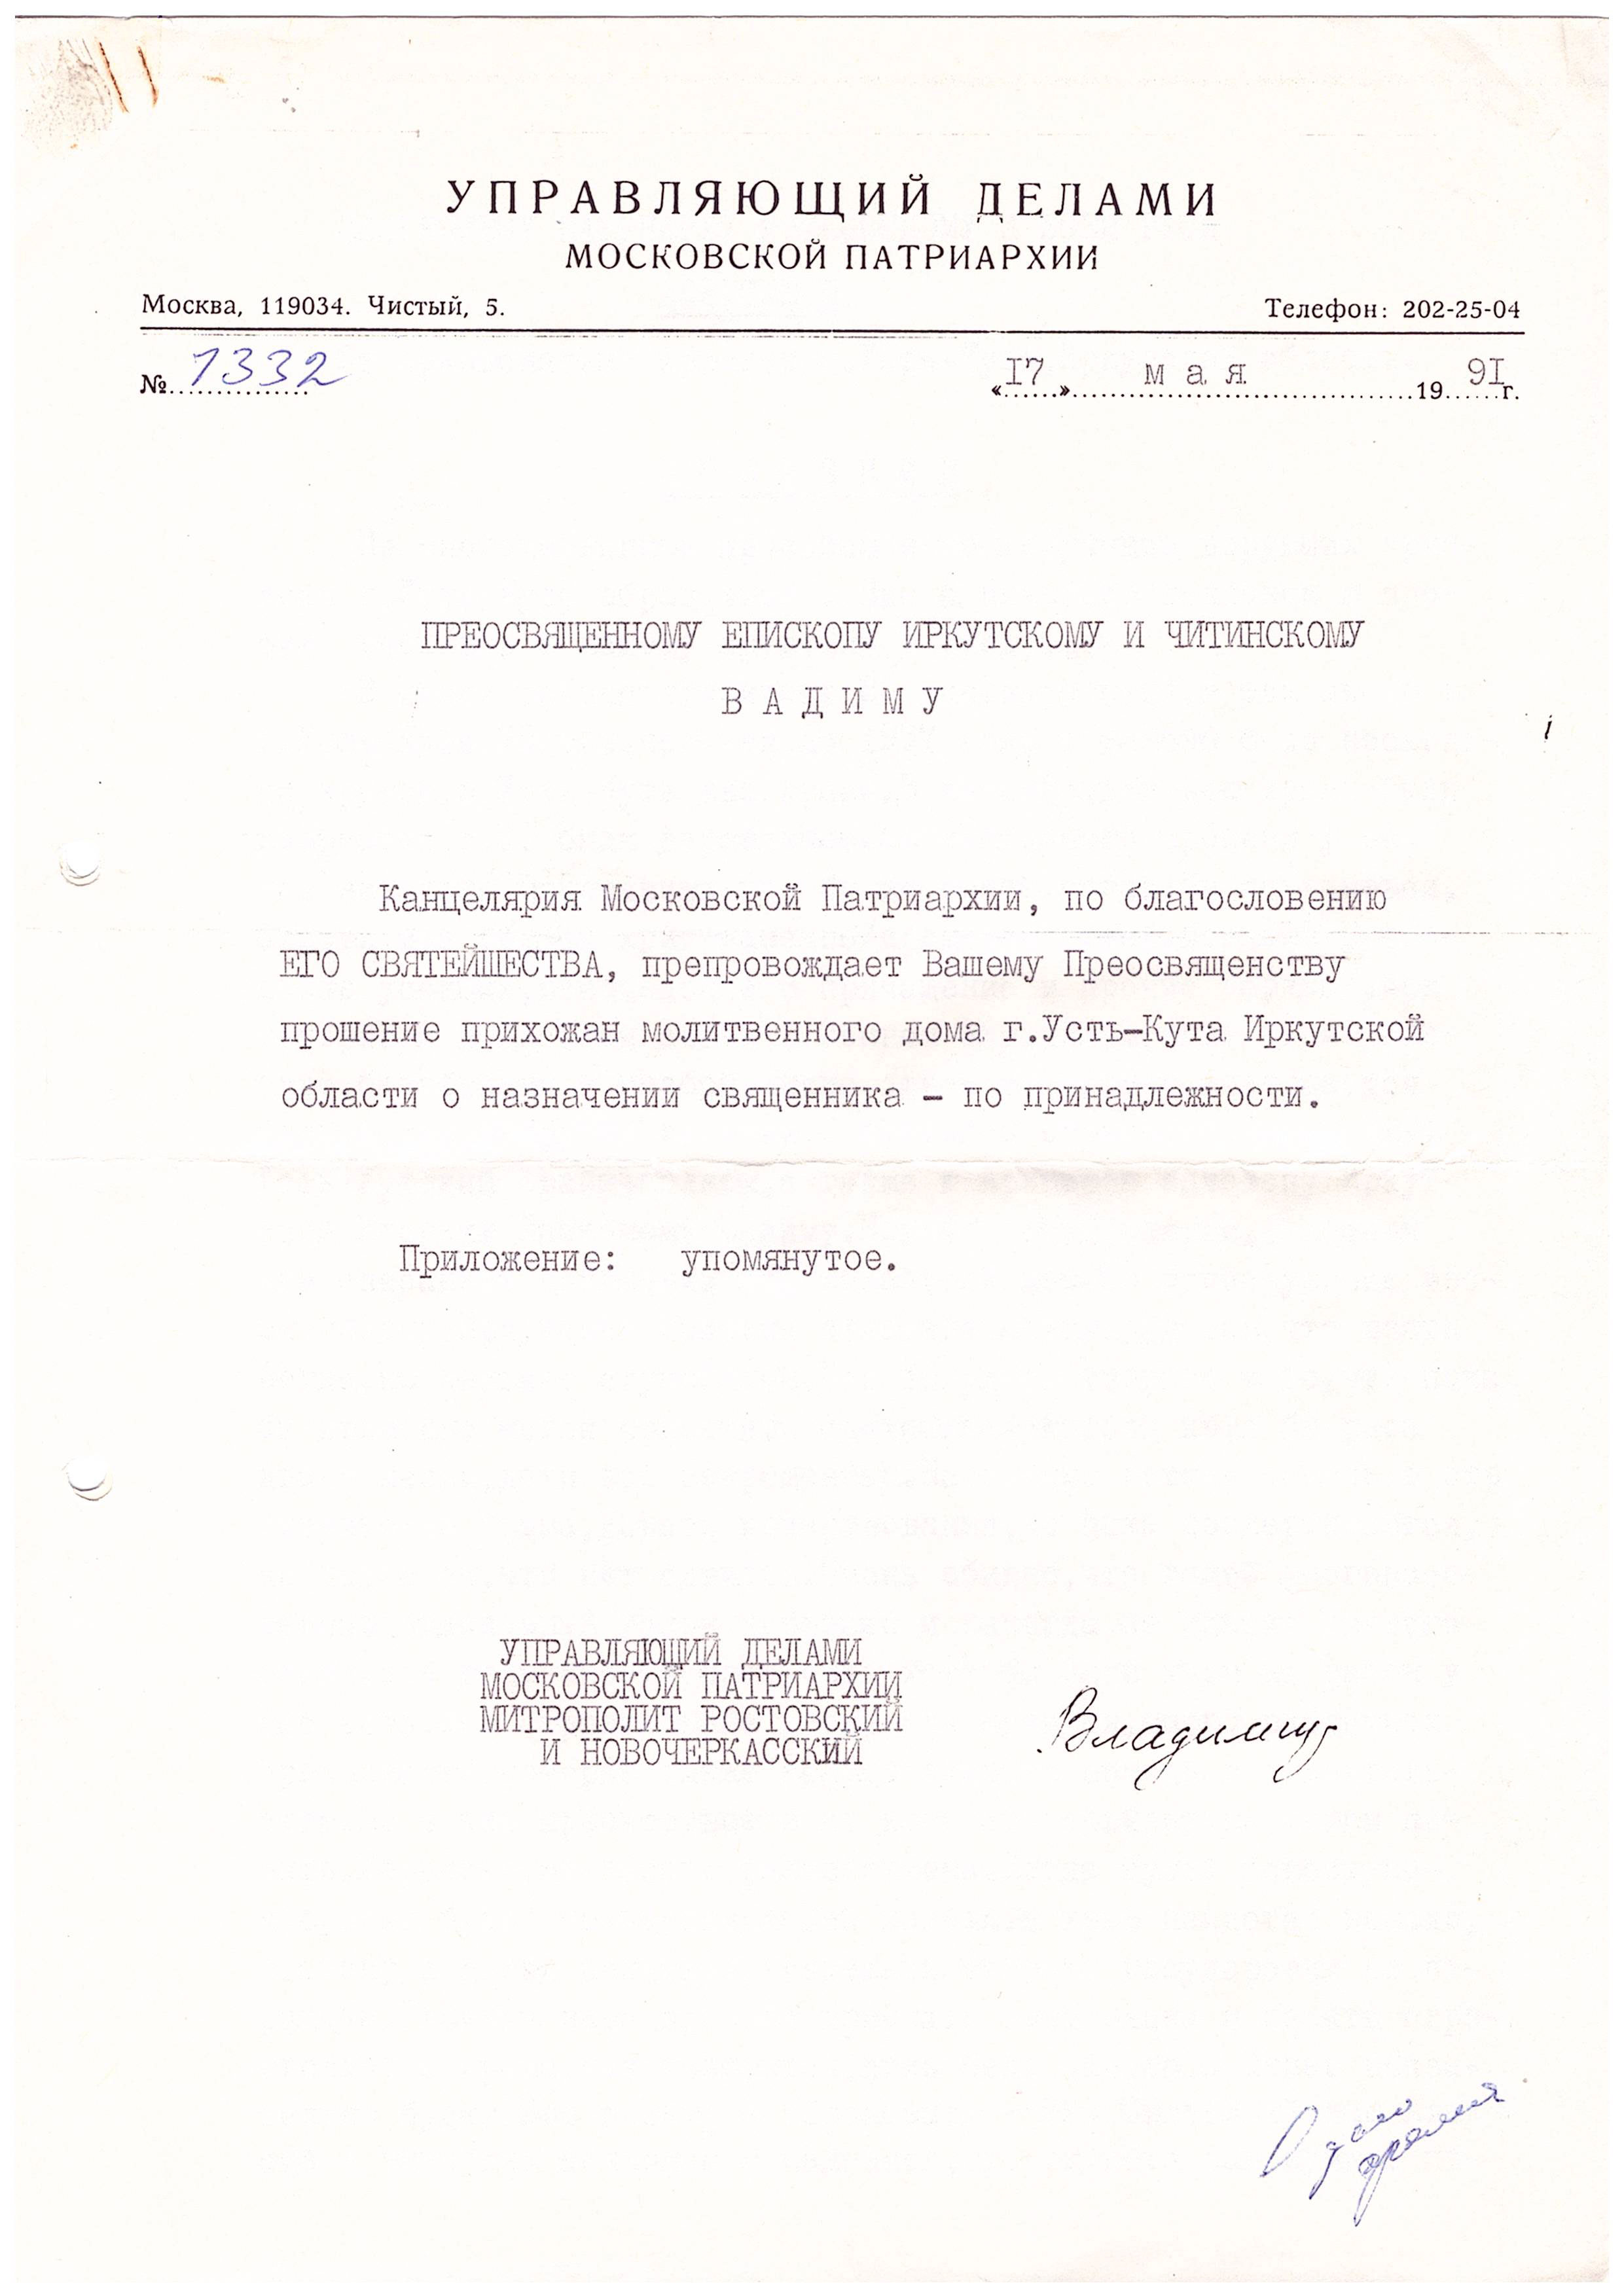 УПРАВЛЯЮЩИЙ ДЕЛАМИ
МОСКОВСКОЙ ПАТРИАРХИИ
Москва, 119034. Чистый, 5. Телефон: 202-25-04
№ 1332 «I7» мая 19 9I г.
ПРЕОСВЯЩЕННОМУ ЕПИСКОПУ ИРКУТСКОМУ И ЧИТИНСКОМУ
ВАДИМУ
Канцелярия Московской Патриархии, по благословению
ЕГО СВЯТЕЙШЕСТВА, препровождает Вашему Преосвященству
прошение прихожан молитвенного дома г.Усть-Кута Иркутской
области о назначении священника - по принадлежности.
Приложение: упомянутое.
УПРАВЛЯЮЩИЙ ДЕЛАМИ
МОСКОВСКОЙ ПАТРИАРХИИ
МИТРОПОЛИТ РОСТОВСКИЙ Владимир
И НОВОЧЕРКАССКИЙ